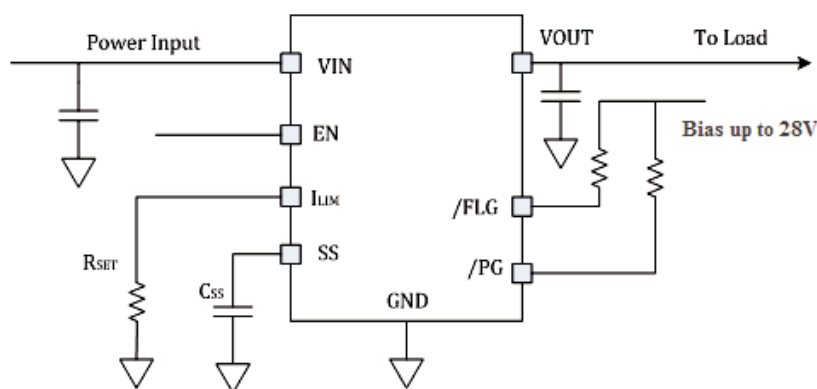 Power Input
VIN
VOUT
To Load
Bias up to 28V
EN
ILIM
/FLG
RSET
SS
CSS
/PG
GND